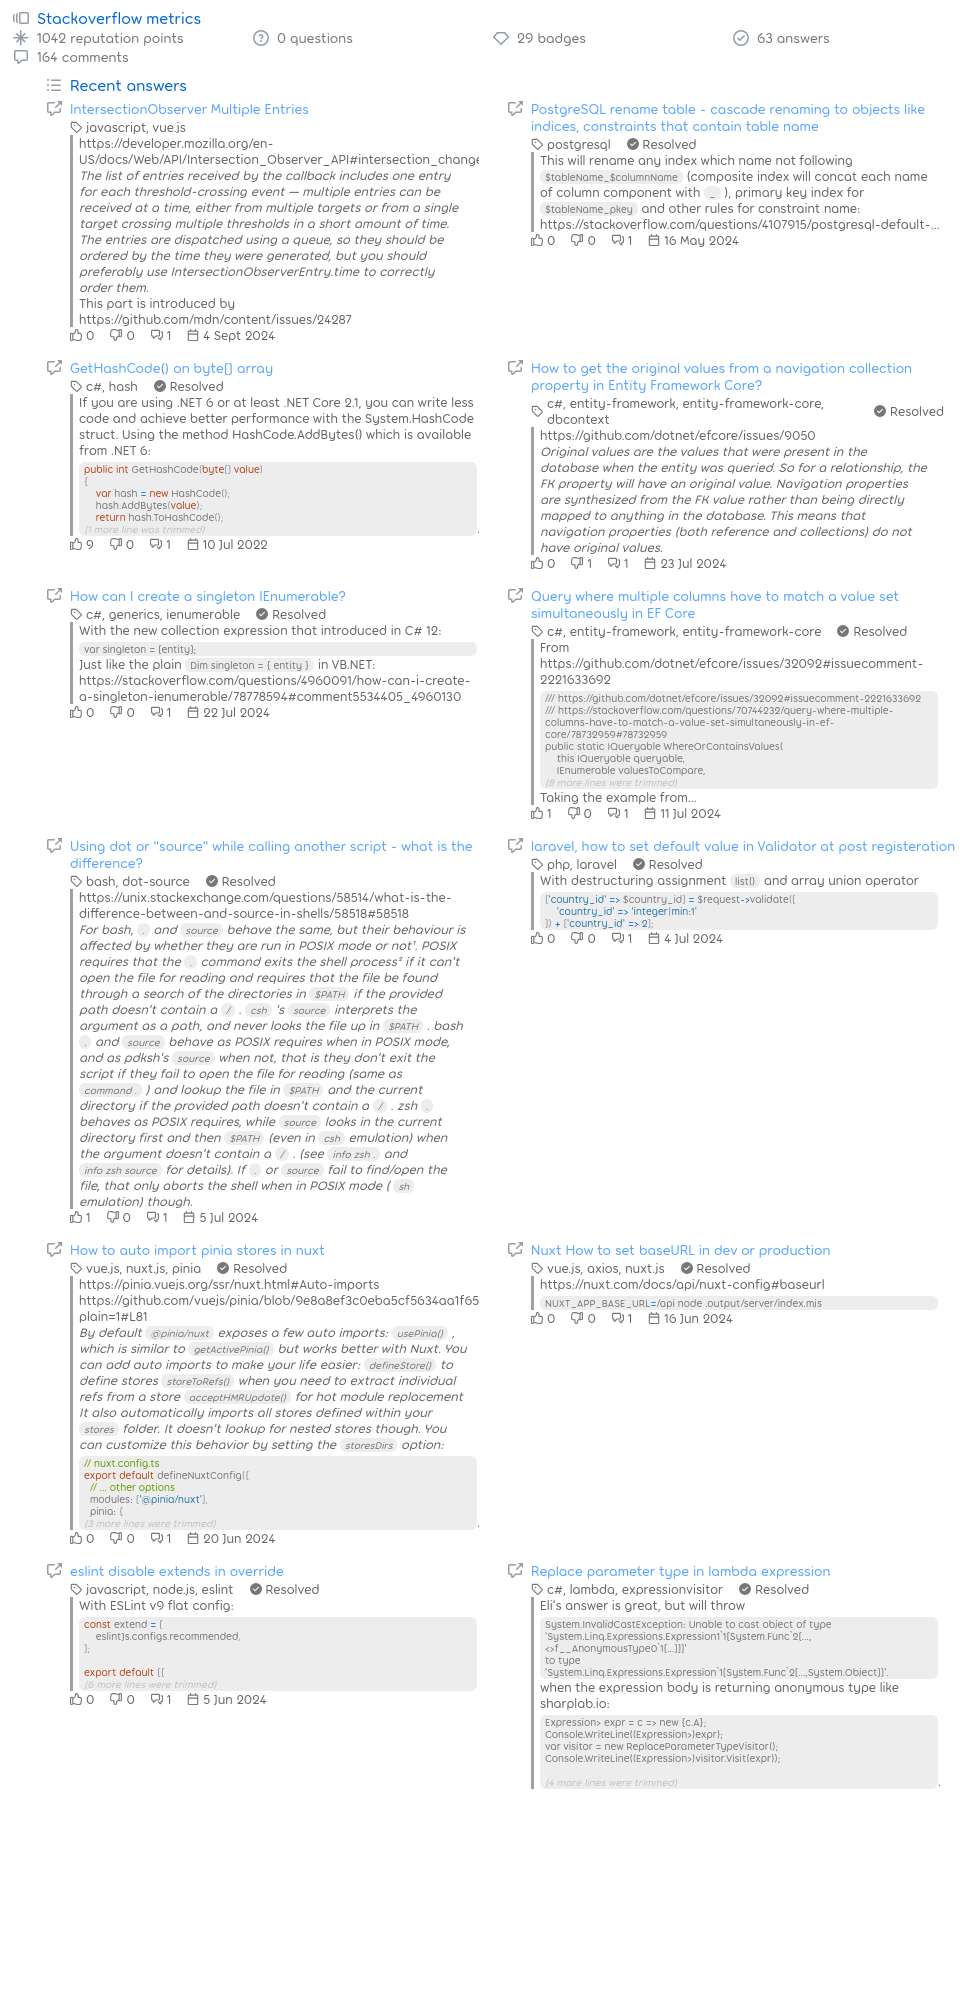 Stackoverflow metrics
1042 reputation points
0 questions
29 badges
63 answers
164 comments
Recent answers
IntersectionObserver Multiple Entries
javascript, vue.js
https://developer.mozilla.org/en-
US/docs/Web/API/Intersection_Observer_API#intersection_change
The list of entries received by the callback includes one entry
for each threshold-crossing event — multiple entries can be
received at a time, either from multiple targets or from a single
target crossing multiple thresholds in a short amount of time.
The entries are dispatched using a queue, so they should be
ordered by the time they were generated, but you should
preferably use IntersectionObserverEntry.time to correctly
order them.
This part is introduced by
https://github.com/mdn/content/issues/24287
0 0 1 4 Sept 2024
PostgreSQL rename table - cascade renaming to objects like
indices, constraints that contain table name
postgresql Resolved
This will rename any index which name not following
$tableName_$columnName (composite index will concat each name
of column component with _ ), primary key index for
$tableName_pkey and other rules for constraint name:
https://stackoverflow.com/questions/4107915/postgresql-default-...
0 0 1 16 May 2024
GetHashCode() on byte[] array
c#, hash Resolved
If you are using .NET 6 or at least .NET Core 2.1, you can write less
code and achieve better performance with the System.HashCode
struct. Using the method HashCode.AddBytes() which is available
from .NET 6:
public int GetHashCode(byte[] value)
{
var hash = new HashCode();
hash.AddBytes(value);
return hash.ToHashCode();
(1 more line was trimmed)
.
9 0 1 10 Jul 2022
How to get the original values from a navigation collection
property in Entity Framework Core?
c#, entity-framework, entity-framework-core,
dbcontext
Resolved
https://github.com/dotnet/efcore/issues/9050
Original values are the values that were present in the
database when the entity was queried. So for a relationship, the
FK property will have an original value. Navigation properties
are synthesized from the FK value rather than being directly
mapped to anything in the database. This means that
navigation properties (both reference and collections) do not
have original values.
0 1 1 23 Jul 2024
How can I create a singleton IEnumerable?
c#, generics, ienumerable Resolved
With the new collection expression that introduced in C# 12:
var singleton = [entity];
Just like the plain Dim singleton = { entity } in VB.NET:
https://stackoverflow.com/questions/4960091/how-can-i-create-
a-singleton-ienumerable/78778594#comment5534405_4960130
0 0 1 22 Jul 2024
Query where multiple columns have to match a value set
simultaneously in EF Core
c#, entity-framework, entity-framework-core Resolved
From
https://github.com/dotnet/efcore/issues/32092#issuecomment-
2221633692
/// https://github.com/dotnet/efcore/issues/32092#issuecomment-2221633692
/// https://stackoverflow.com/questions/70744232/query-where-multiple-
columns-have-to-match-a-value-set-simultaneously-in-ef-
core/78732959#78732959
public static IQueryable WhereOrContainsValues(
this IQueryable queryable,
IEnumerable valuesToCompare,
(8 more lines were trimmed)
Taking the example from...
1 0 1 11 Jul 2024
Using dot or "source" while calling another script - what is the
difference?
bash, dot-source Resolved
https://unix.stackexchange.com/questions/58514/what-is-the-
difference-between-and-source-in-shells/58518#58518
For bash, . and source behave the same, but their behaviour is
affected by whether they are run in POSIX mode or not¹. POSIX
requires that the . command exits the shell process² if it can't
open the file for reading and requires that the file be found
through a search of the directories in $PATH if the provided
path doesn't contain a / . csh 's source interprets the
argument as a path, and never looks the file up in $PATH . bash
. and source behave as POSIX requires when in POSIX mode,
and as pdksh's source when not, that is they don't exit the
script if they fail to open the file for reading (same as
command . ) and lookup the file in $PATH and the current
directory if the provided path doesn't contain a / . zsh .
behaves as POSIX requires, while source looks in the current
directory first and then $PATH (even in csh emulation) when
the argument doesn't contain a / . (see info zsh . and
info zsh source for details). If . or source fail to find/open the
file, that only aborts the shell when in POSIX mode ( sh
emulation) though.
1 0 1 5 Jul 2024
laravel, how to set default value in Validator at post registeration
php, laravel Resolved
With destructuring assignment list() and array union operator
['country_id' => $country_id] = $request->validate([
'country_id' => 'integer|min:1'
]) + ['country_id' => 2];
0 0 1 4 Jul 2024
How to auto import pinia stores in nuxt
vue.js, nuxt.js, pinia Resolved
https://pinia.vuejs.org/ssr/nuxt.html#Auto-imports
https://github.com/vuejs/pinia/blob/9e8a8ef3c0eba5cf5634aa1f65
plain=1#L81
By default @pinia/nuxt exposes a few auto imports: usePinia() ,
which is similar to getActivePinia() but works better with Nuxt. You
can add auto imports to make your life easier: defineStore() to
define stores storeToRefs() when you need to extract individual
refs from a store acceptHMRUpdate() for hot module replacement
It also automatically imports all stores defined within your
stores folder. It doesn't lookup for nested stores though. You
can customize this behavior by setting the storesDirs option:
// nuxt.config.ts
export default defineNuxtConfig({
// ... other options
modules: ['@pinia/nuxt'],
pinia: {
(3 more lines were trimmed)
.
0 0 1 20 Jun 2024
Nuxt How to set baseURL in dev or production
vue.js, axios, nuxt.js Resolved
https://nuxt.com/docs/api/nuxt-config#baseurl
NUXT_APP_BASE_URL=/api node .output/server/index.mjs
0 0 1 16 Jun 2024
eslint disable extends in override
javascript, node.js, eslint Resolved
With ESLint v9 flat config:
const extend = [
eslintJs.configs.recommended,
];
export default [{
(6 more lines were trimmed)
0 0 1 5 Jun 2024
Replace parameter type in lambda expression
c#, lambda, expressionvisitor Resolved
Eli's answer is great, but will throw
System.InvalidCastException: Unable to cast object of type
'System.Linq.Expressions.Expression1`1[System.Func`2[...,
<>f__AnonymousType0`1[...]]]'
to type
'System.Linq.Expressions.Expression`1[System.Func`2[...,System.Object]]'.
when the expression body is returning anonymous type like
sharplab.io:
Expression> expr = c => new {c.A};
Console.WriteLine((Expression>)expr);
var visitor = new ReplaceParameterTypeVisitor();
Console.WriteLine((Expression>)visitor.Visit(expr));
(4 more lines were trimmed)
.